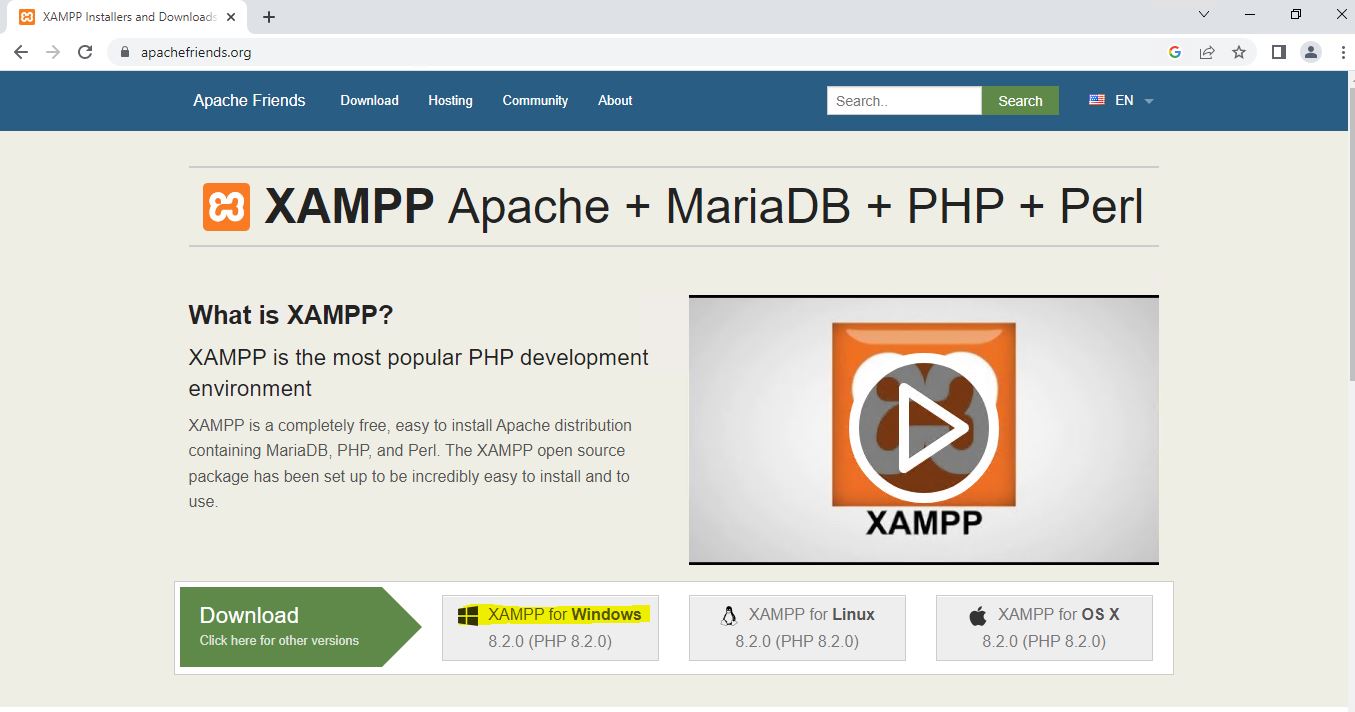 XAMPP Installers and Downloads
apachefriends.org
Apache Friends Download Hosting Community About Search.. Search EN
XAMPP Apache + MariaDB + PHP + Perl
What is XAMPP?
XAMPP is the most popular PHP development
environment
XAMPP is a completely free, easy to install Apache distribution
containing MariaDB, PHP, and Perl. The XAMPP open source
package has been set up to be incredibly easy to install and to
use.
XAMPP
Download
Click here for other versions
XAMPP for Windows
8.2.0 (PHP 8.2.0)
XAMPP for Linux
8.2.0 (PHP 8.2.0)
XAMPP for OS X
8.2.0 (PHP 8.2.0)